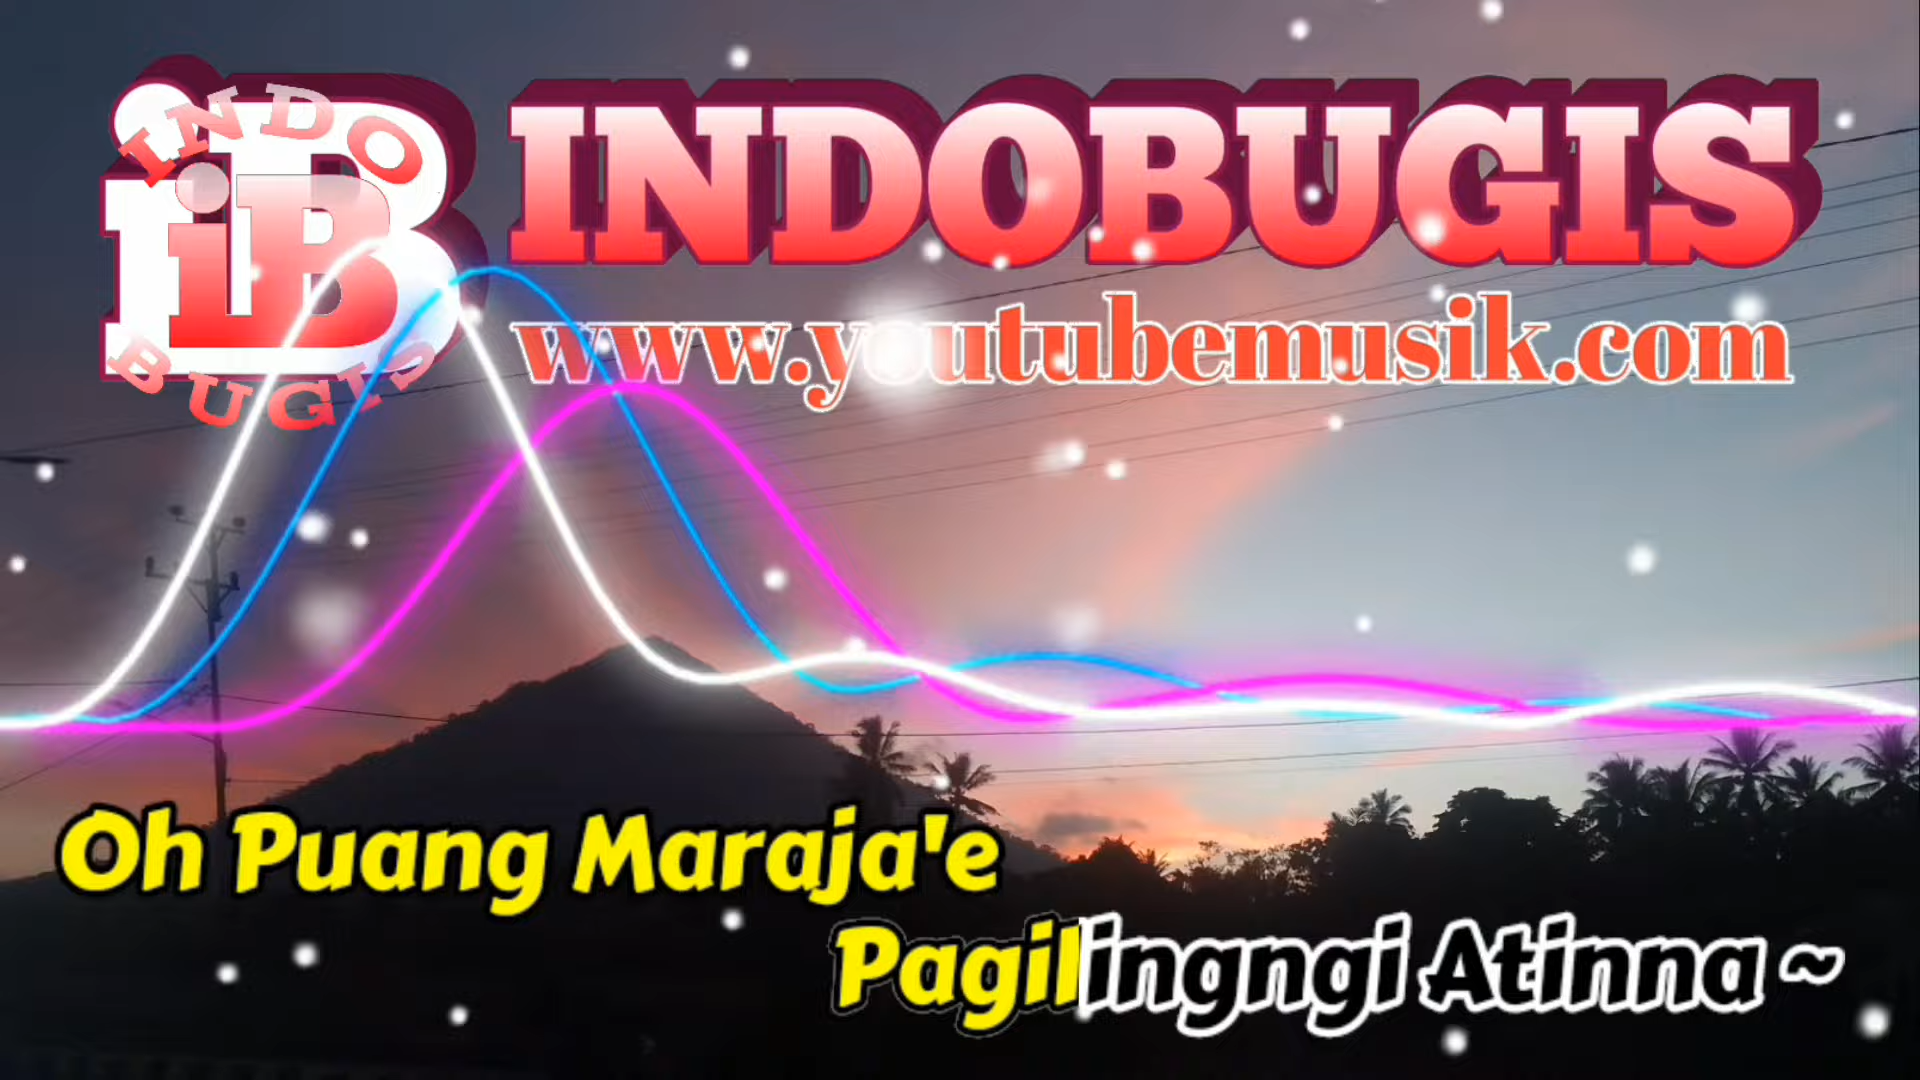 INDO
iB
BUGIS
INDOBUGIS
www.youtubemusik.com
Oh Puang Maraja'e
Pagilingngi Atinna ~